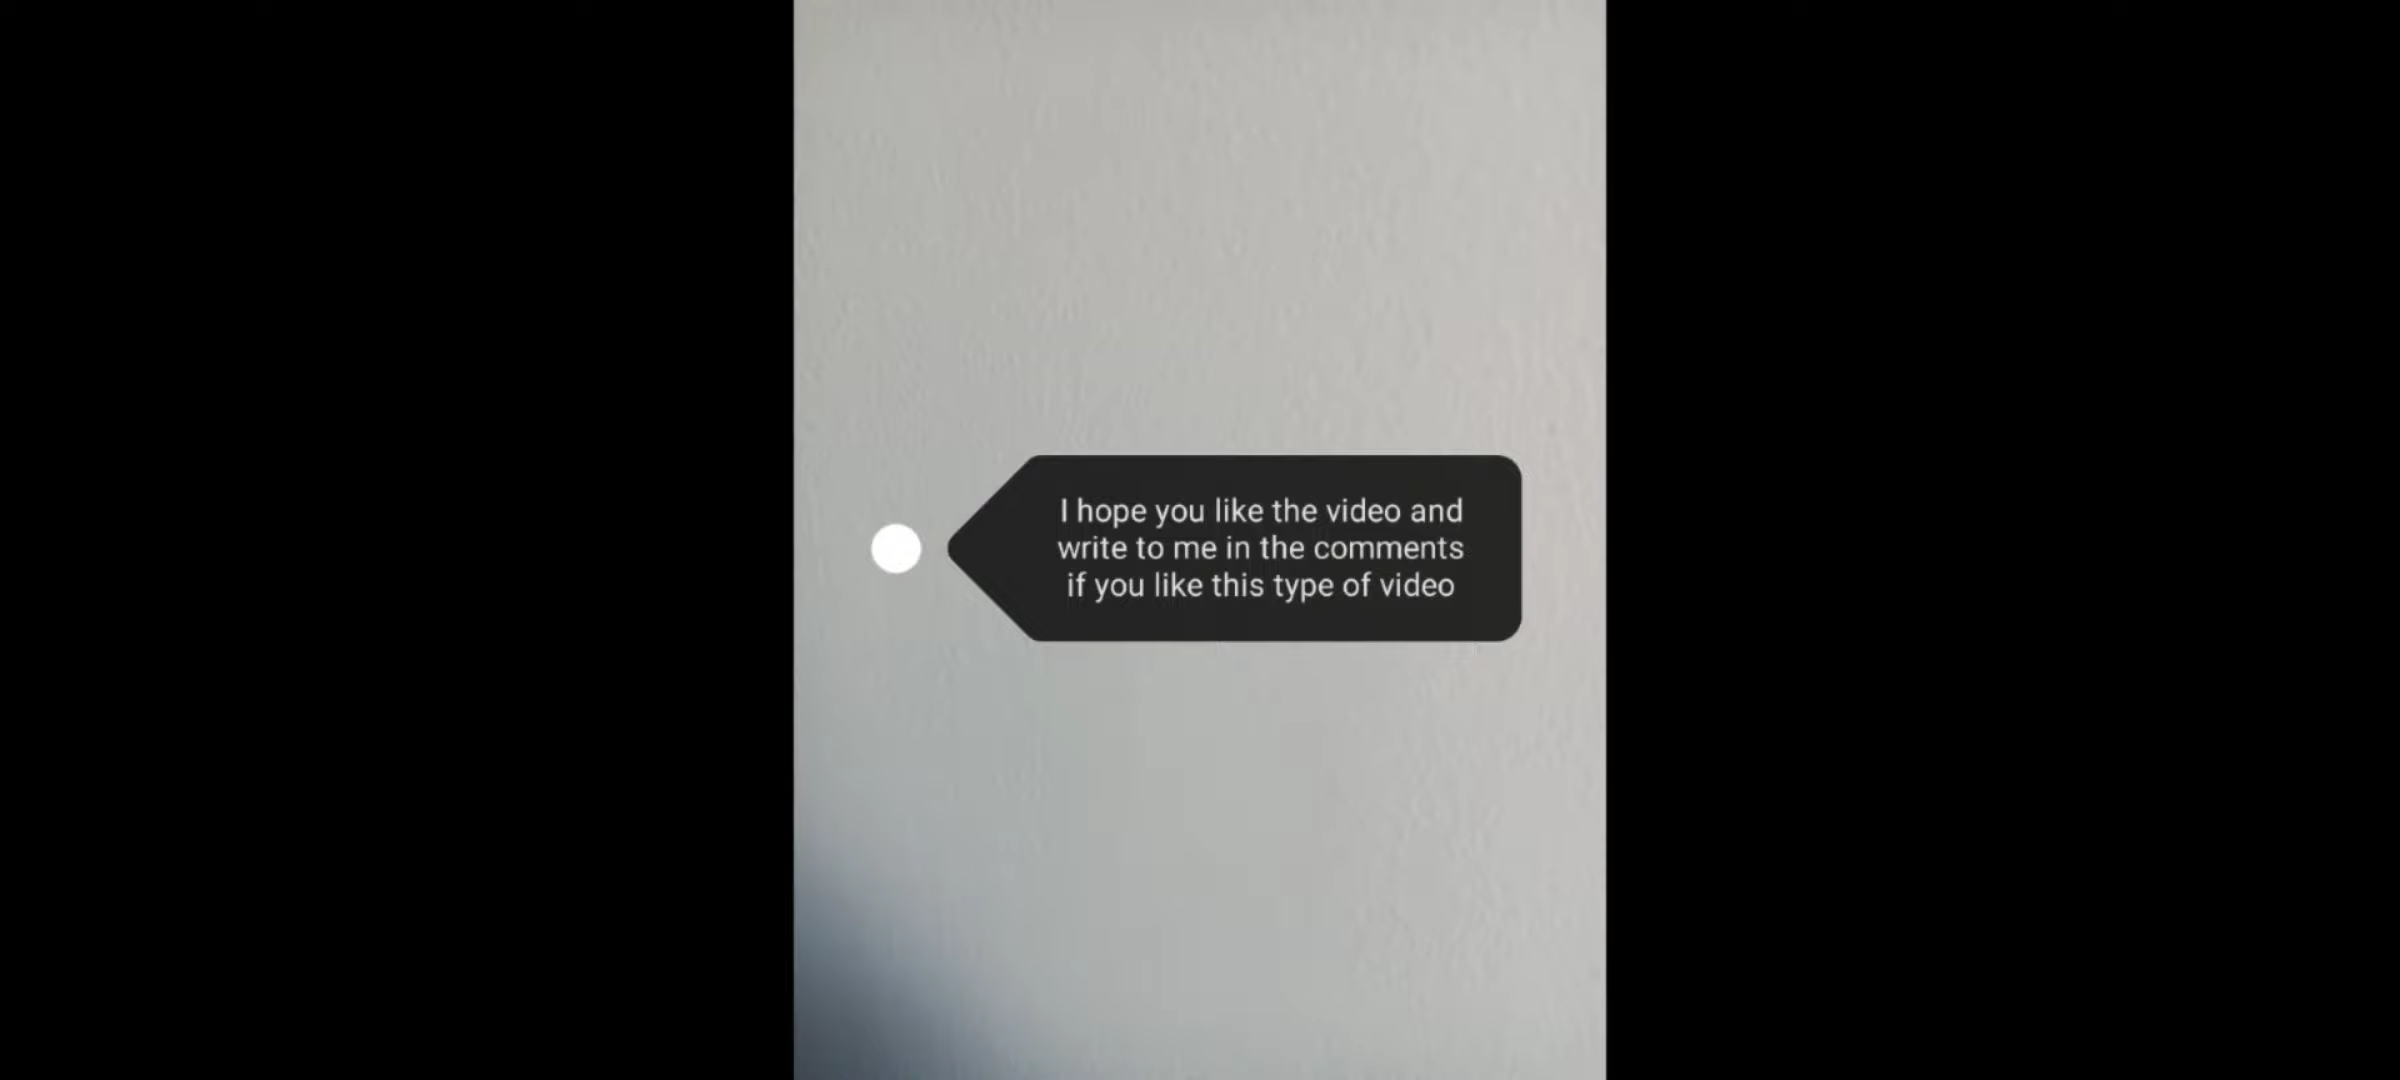 I hope you like the video and
write to me in the comments
if you like this type of video